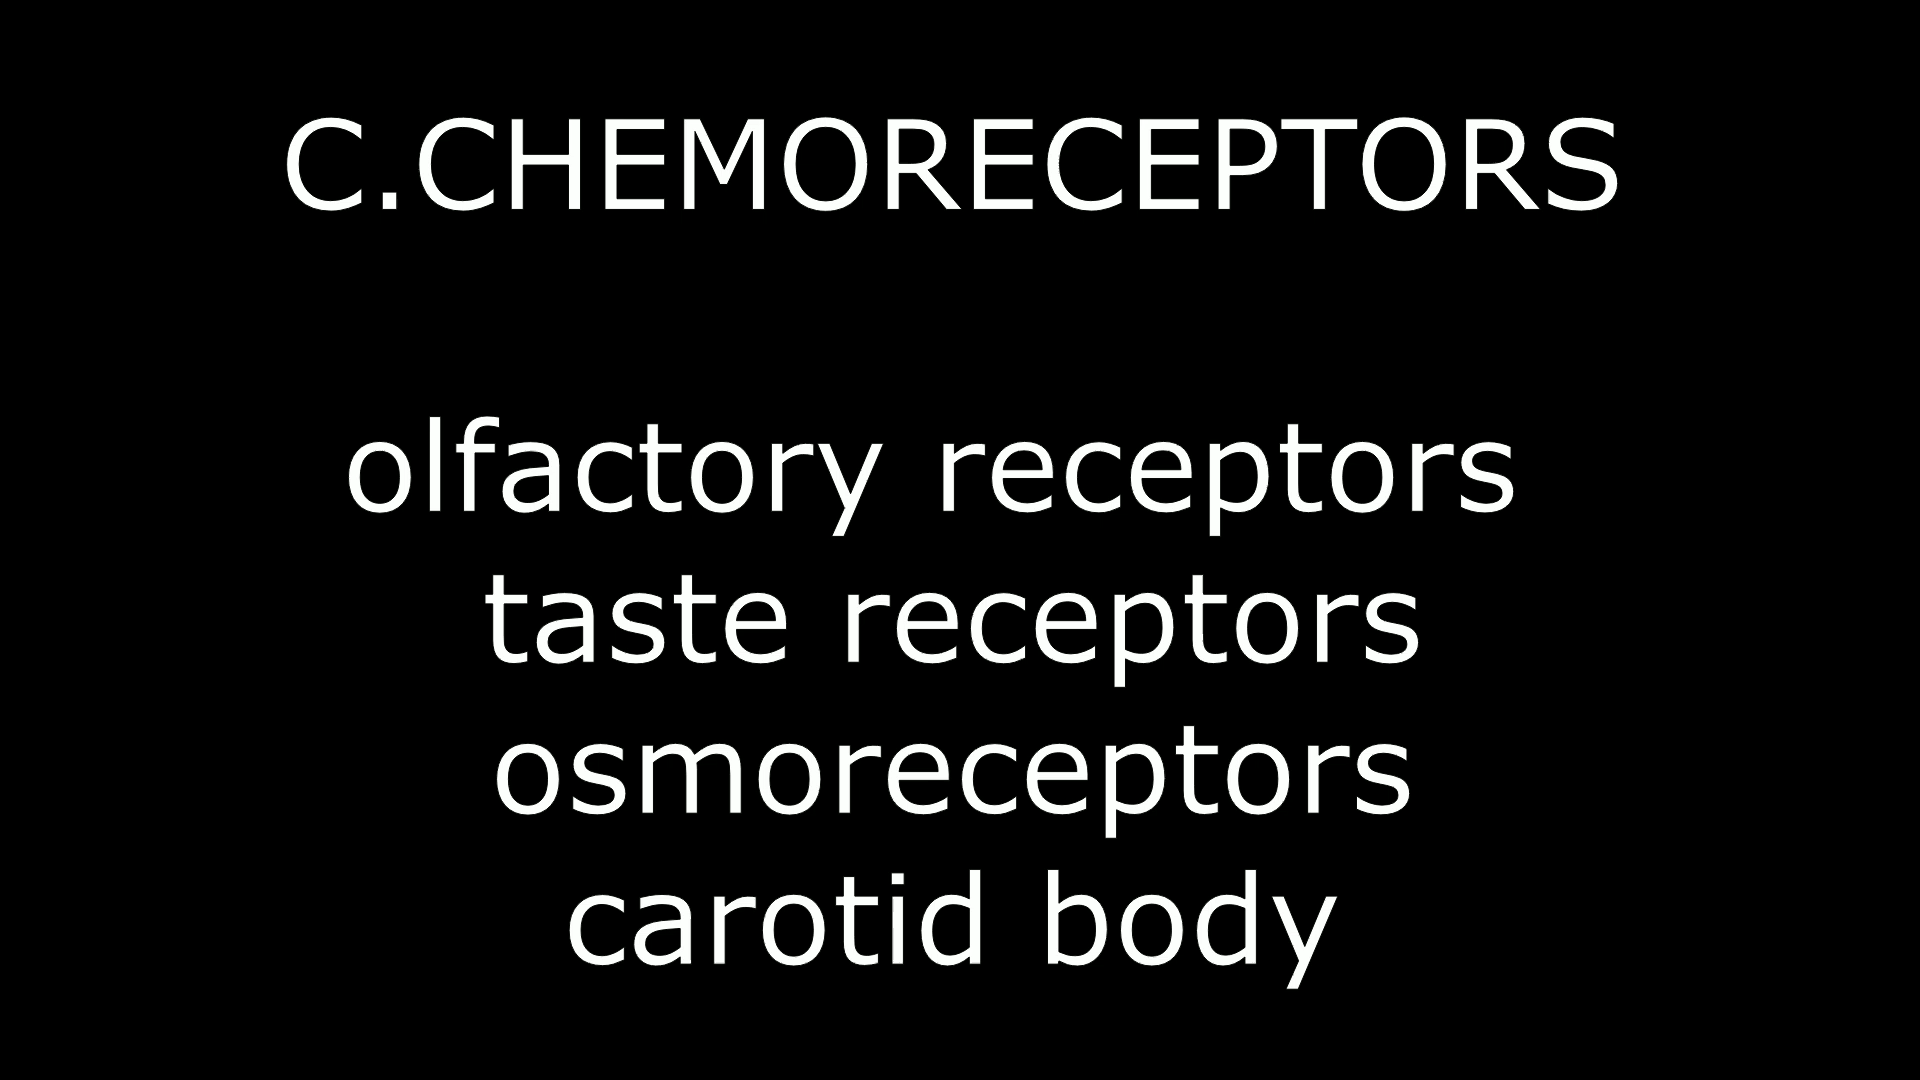 C.CHEMORECEPTORS
olfactory receptors
taste receptors
osmoreceptors
carotid body